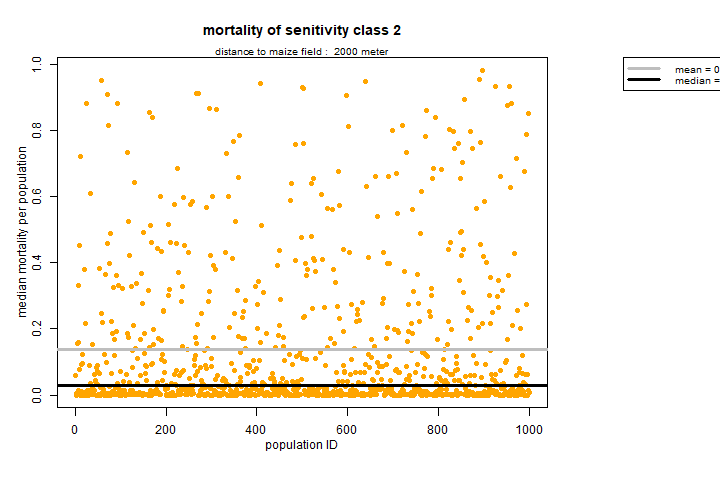 mortality of senitivity class 2
distance to maize field : 2000 meter
mean = 0
median =
median mortality per population
1.0
0.8
0.6
0.4
0.2
0.0
0 200 400 600 800 1000
population ID